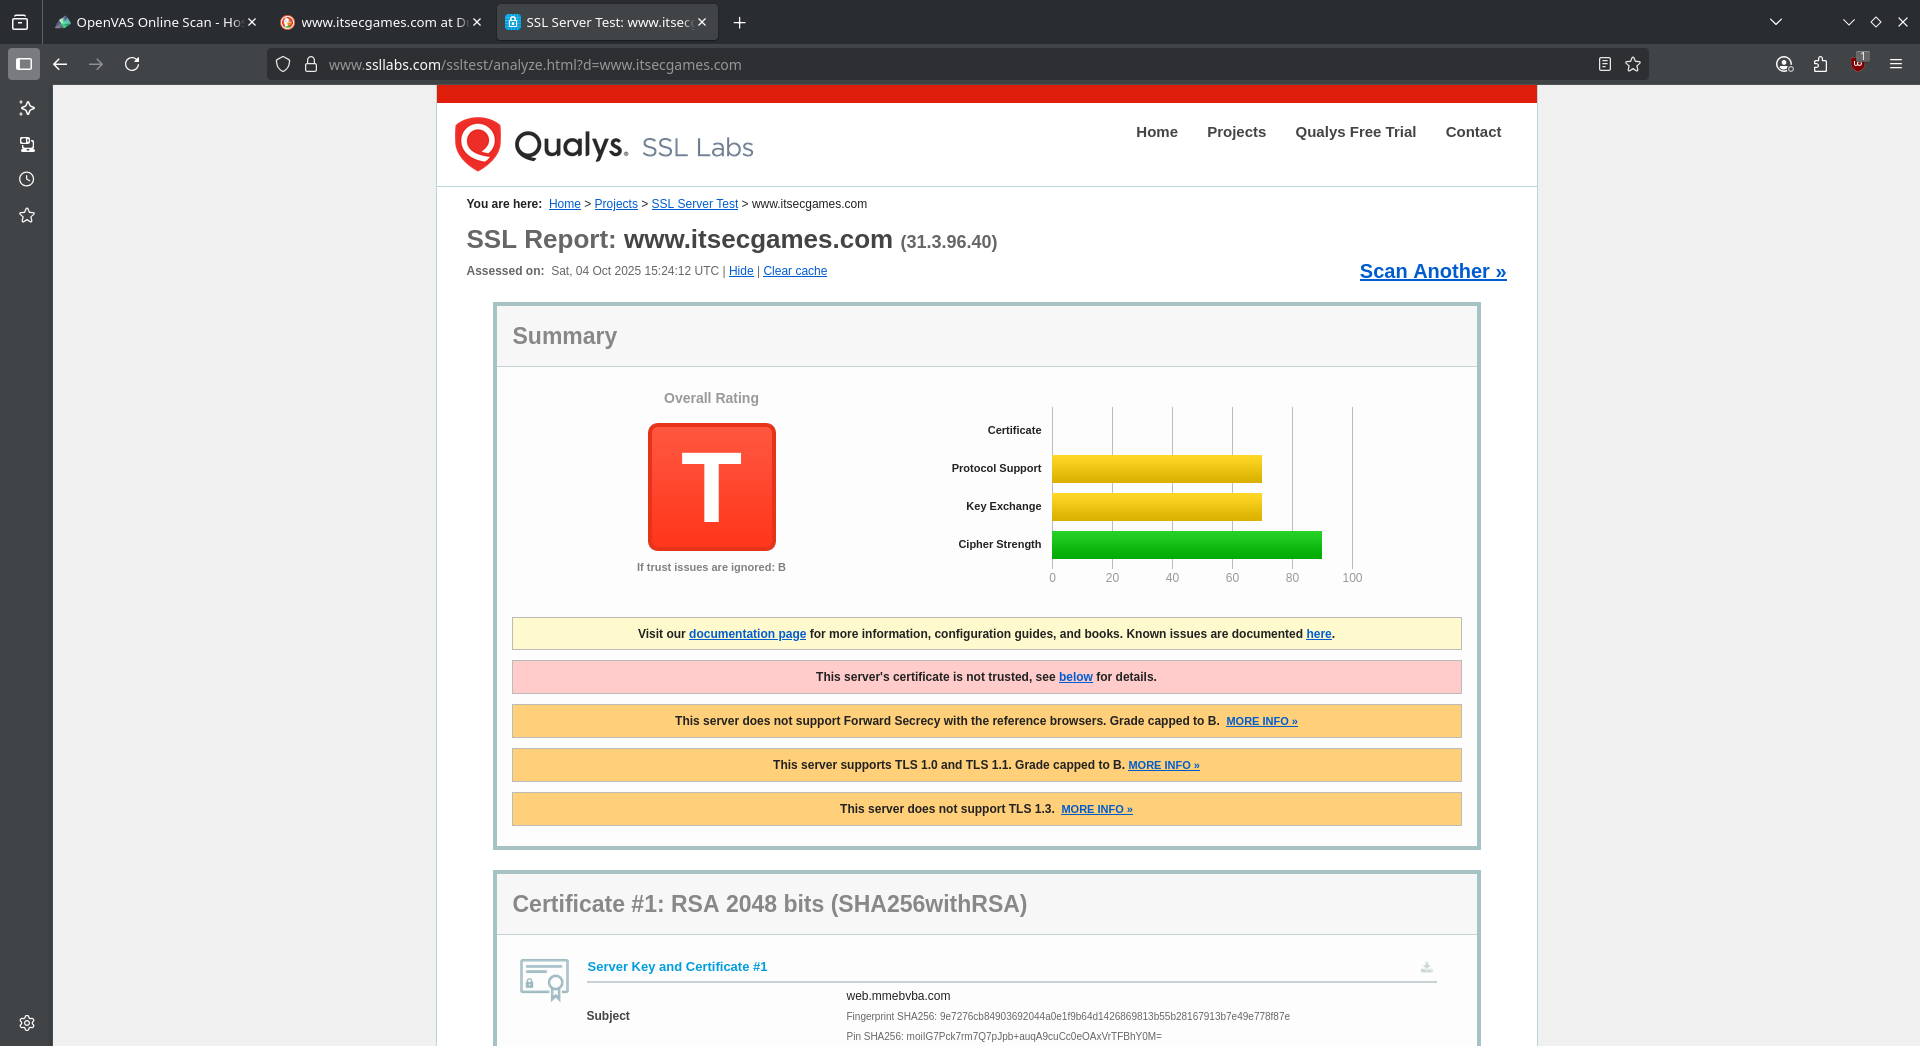 OpenVAS Online Scan - Ho
www.itsecgames.com at D
SSL Server Test: www.itsec
www.ssllabs.com/ssltest/analyze.html?d=www.itsecgames.com
1
Qualys. SSL Labs
Home Projects Qualys Free Trial Contact
You are here: Home > Projects > SSL Server Test > www.itsecgames.com
SSL Report: www.itsecgames.com (31.3.96.40)
Assessed on: Sat, 04 Oct 2025 15:24:12 UTC | Hide | Clear cache
Scan Another »
Summary
Overall Rating
T
If trust issues are ignored: B
Certificate
Protocol Support
Key Exchange
Cipher Strength
0 20 40 60 80 100
Visit our documentation page for more information, configuration guides, and books. Known issues are documented here.
This server's certificate is not trusted, see below for details.
This server does not support Forward Secrecy with the reference browsers. Grade capped to B. MORE INFO »
This server supports TLS 1.0 and TLS 1.1. Grade capped to B. MORE INFO »
This server does not support TLS 1.3. MORE INFO »
Certificate #1: RSA 2048 bits (SHA256withRSA)
Server Key and Certificate #1
Subject
web.mmebvba.com
Fingerprint SHA256: 9e7276cb84903692044a0e1f9b64d1426869813b55b28167913b7e49e778f87e
Pin SHA256: moilG7Pck7rm7Q7pJpb+auqA9cuCc0eOAxVrTFBhY0M=